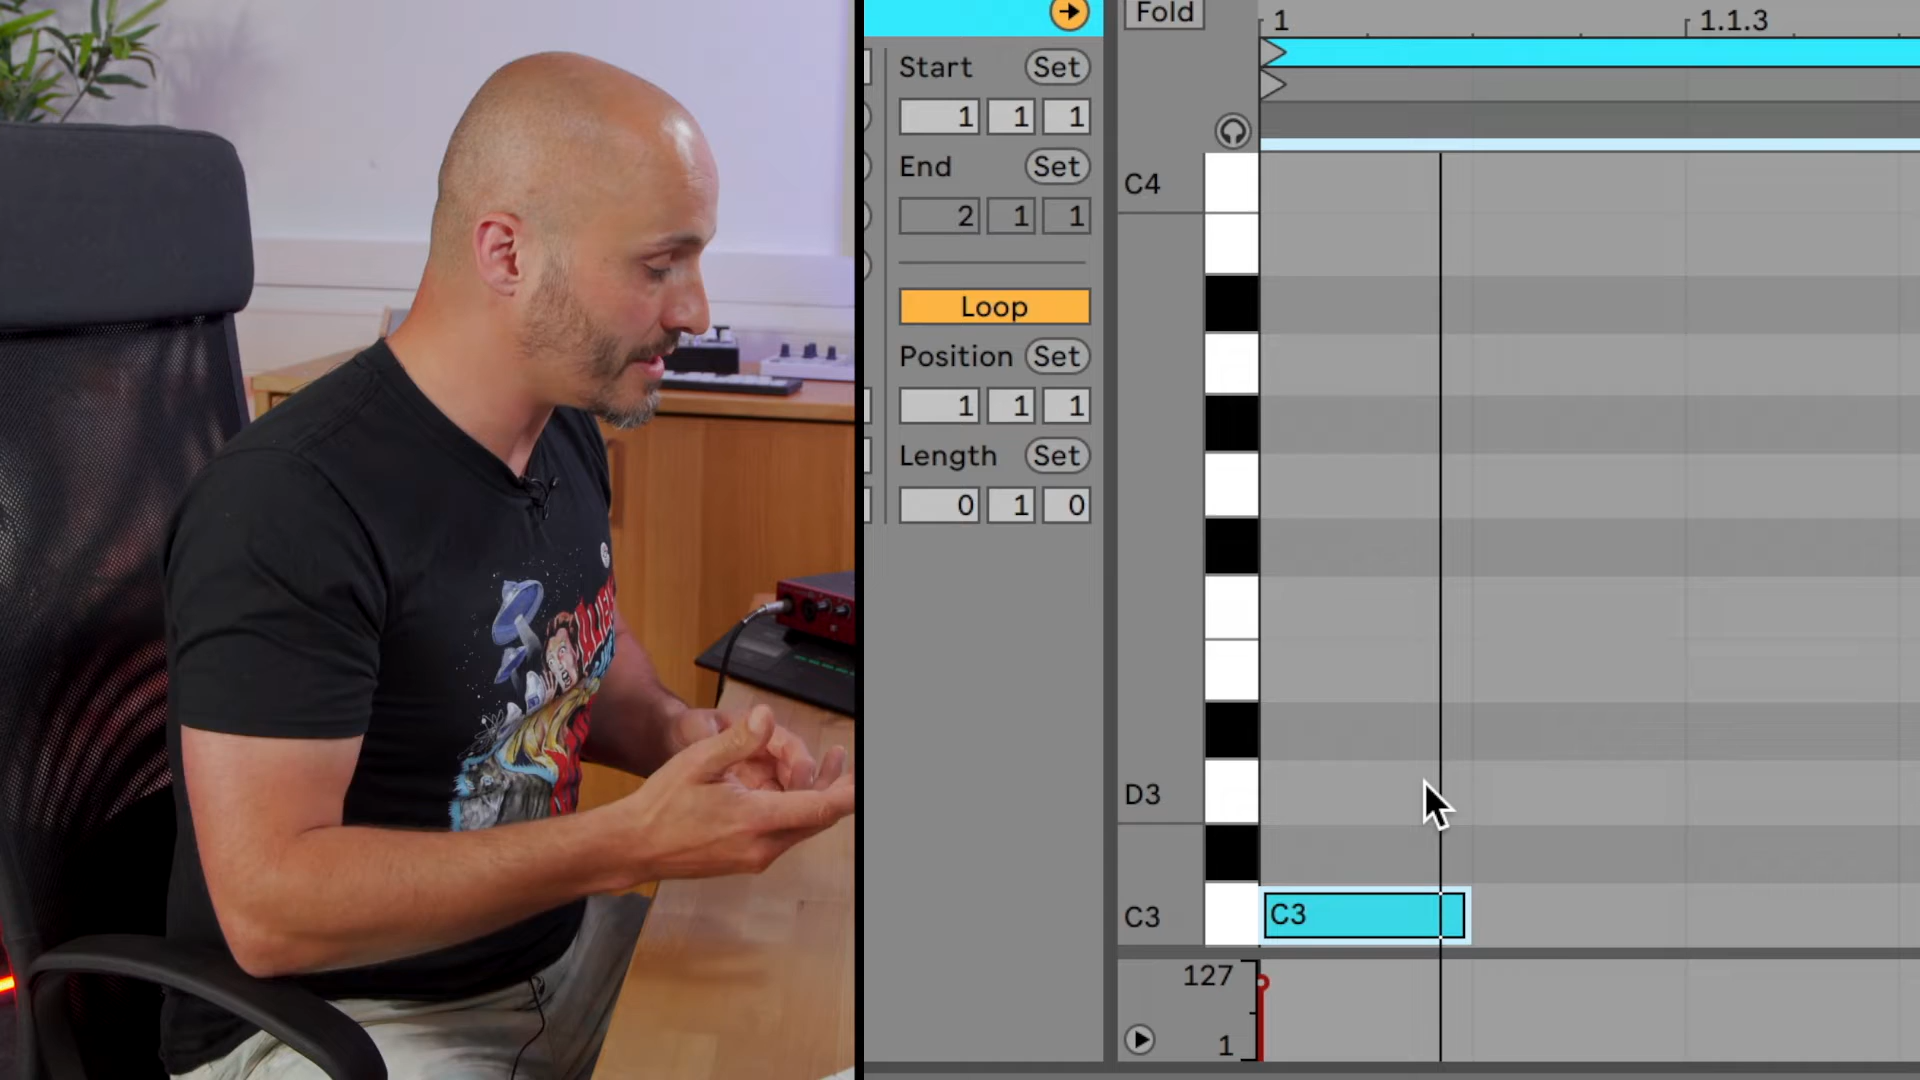 Fold
1
1.1.3
Start Set
1 1 1
End Set
2 1 1
Loop
Position Set
1 1 1
Length Set
0 1 0
C4
D3
C3
C3
127
1